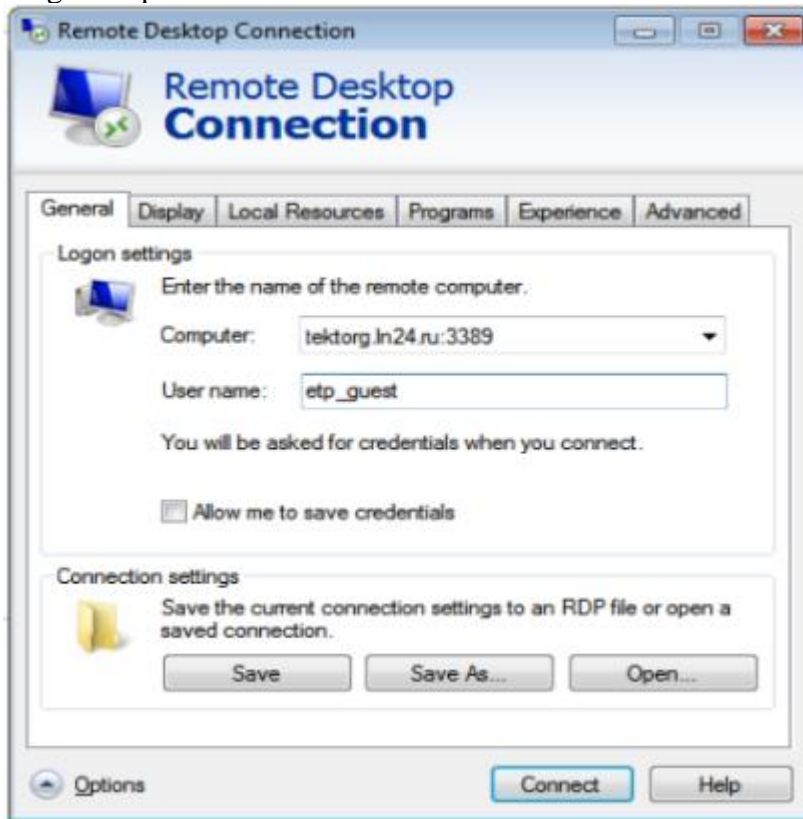 Remote Desktop Connection
Remote Desktop
Connection
General Display Local Resources Programs Experience Advanced
Logon settings
Enter the name of the remote computer.
Computer: tektorg.ln24.ru:3389
User name: etp_guest
You will be asked for credentials when you connect.
Allow me to save credentials
Connection settings
Save the current connection settings to an RDP file or open a
saved connection.
Save Save As... Open...
Options Connect Help